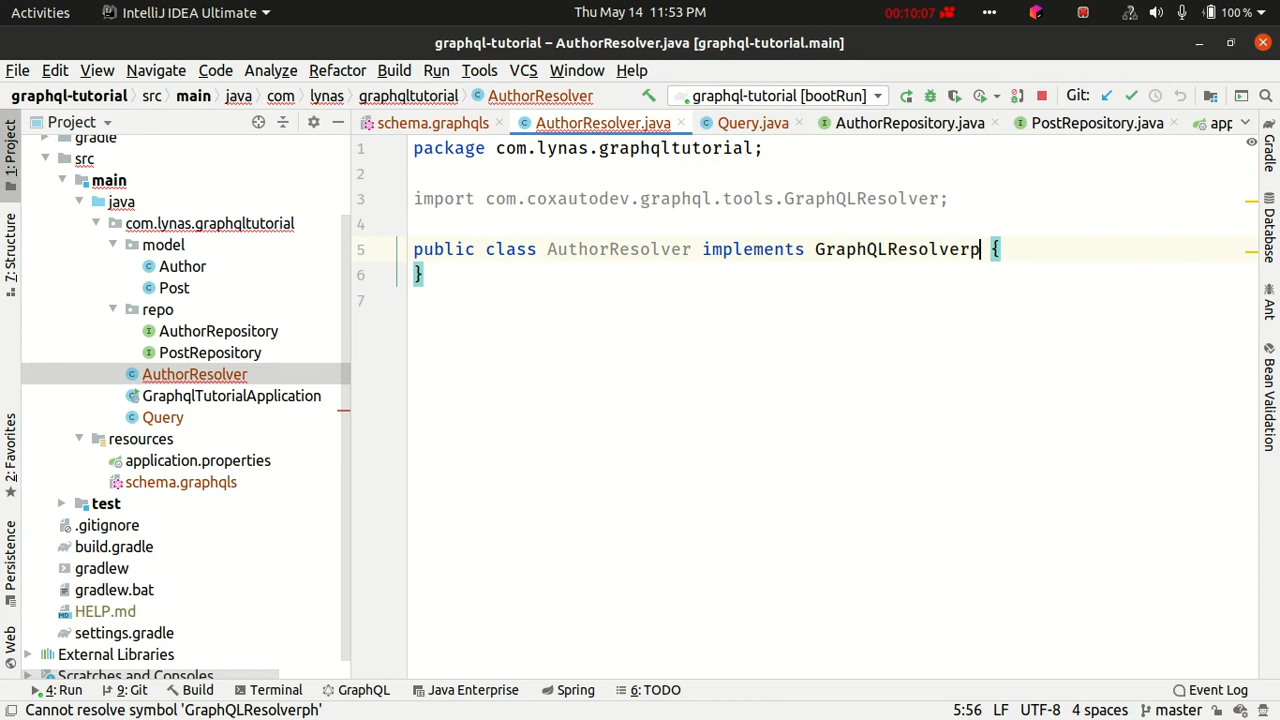 Activities IntelliJ IDEA Ultimate Thu May 14 11:53 PM 00:10:07 100 %
graphql-tutorial – AuthorResolver.java [graphql-tutorial.main]
File Edit View Navigate Code Analyze Refactor Build Run Tools VCS Window Help
graphql-tutorial src main java com lynas graphqltutorial AuthorResolver graphql-tutorial [bootRun] Git:
1: Project
Project
schema.graphqls AuthorResolver.java Query.java AuthorRepository.java PostRepository.java app
gradle
src
main
java
com.lynas.graphqltutorial
model
Author
Post
repo
AuthorRepository
PostRepository
AuthorResolver
GraphqlTutorialApplication
Query
resources
application.properties
schema.graphqls
test
.gitignore
build.gradle
gradlew
gradlew.bat
HELP.md
settings.gradle
External Libraries
Scratches and Consoles
7: Structure
2: Favorites
Persistence
Web
1 package com.lynas.graphqltutorial;
2
3 import com.coxautodev.graphql.tools.GraphQLResolver;
4
5 public class AuthorResolver implements GraphQLResolverp {
6 }
7
Gradle
Database
Ant
Bean Validation
4: Run 9: Git Build Terminal GraphQL Java Enterprise Spring 6: TODO Event Log
Cannot resolve symbol 'GraphQLResolverph' 5:56 LF UTF-8 4 spaces master